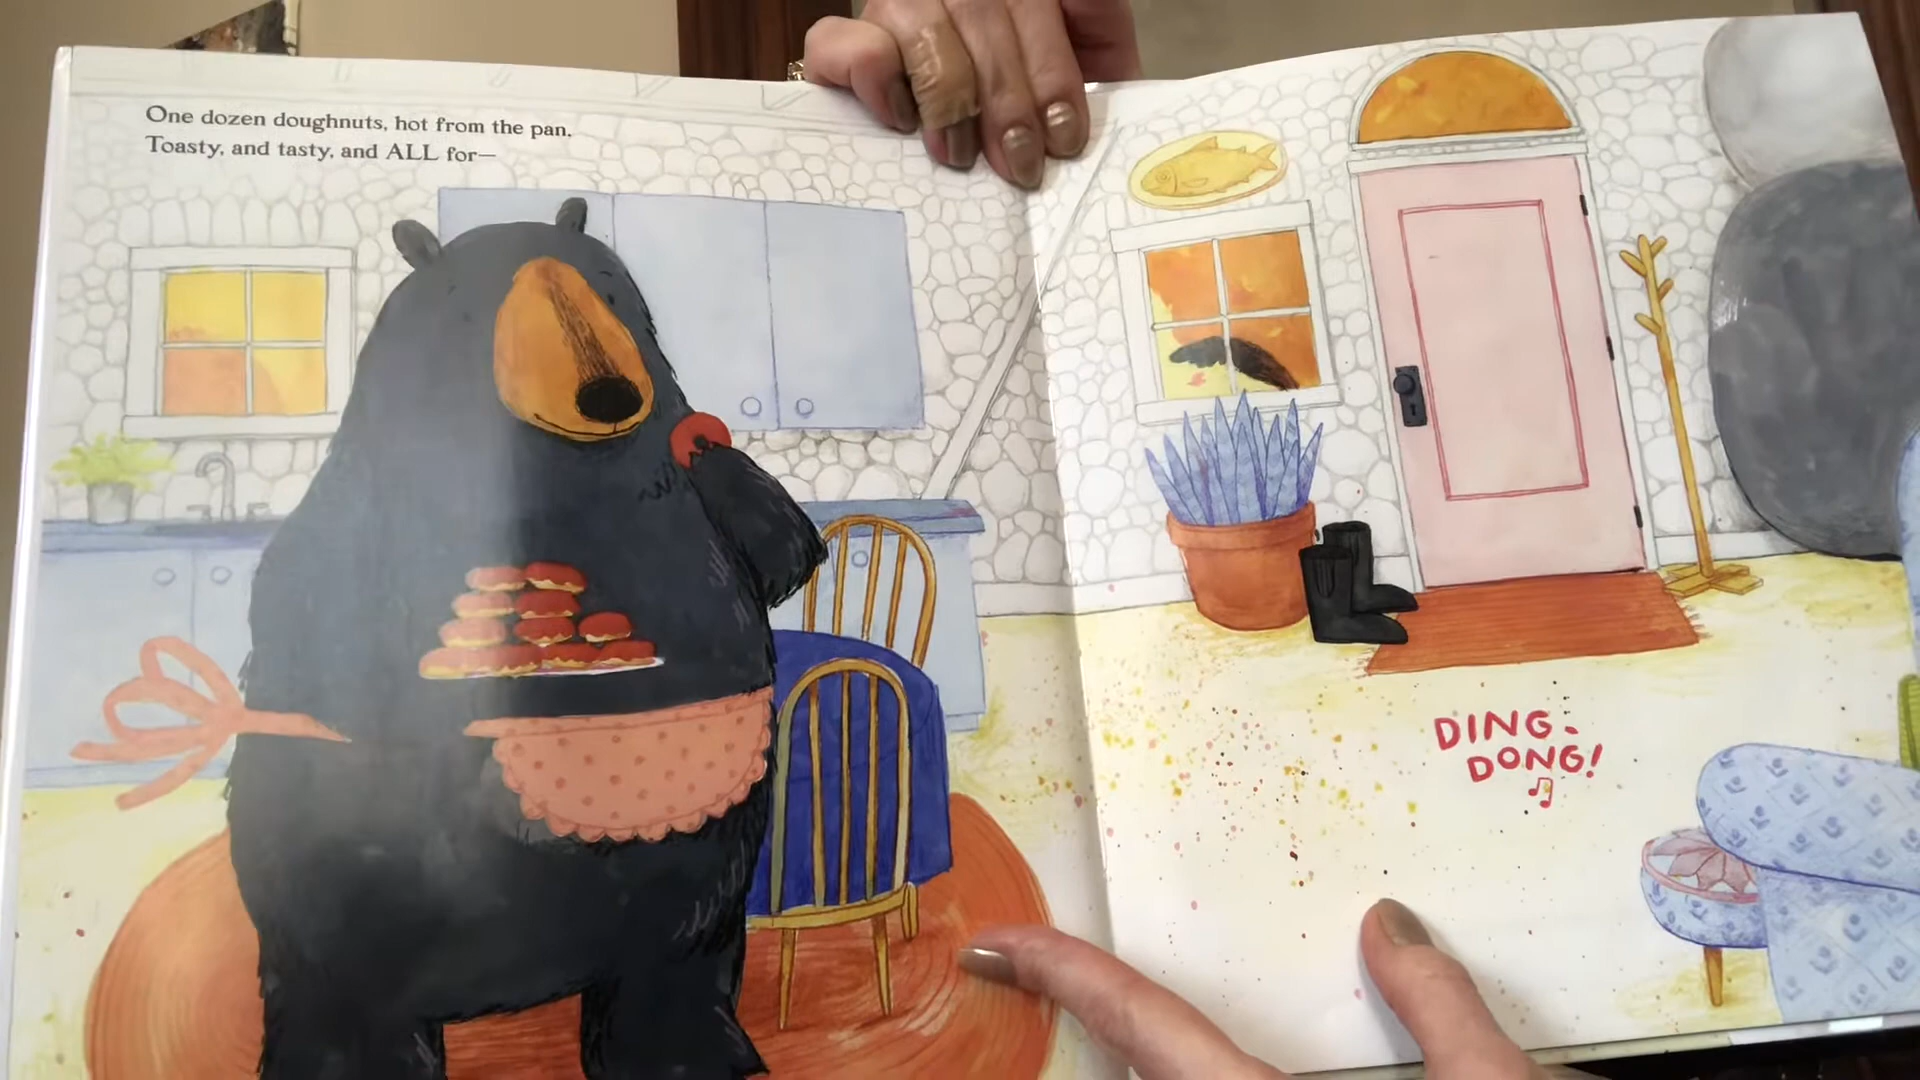 One dozen doughnuts, hot from the pan.
Toasty, and tasty, and ALL for—
DING-
DONG!